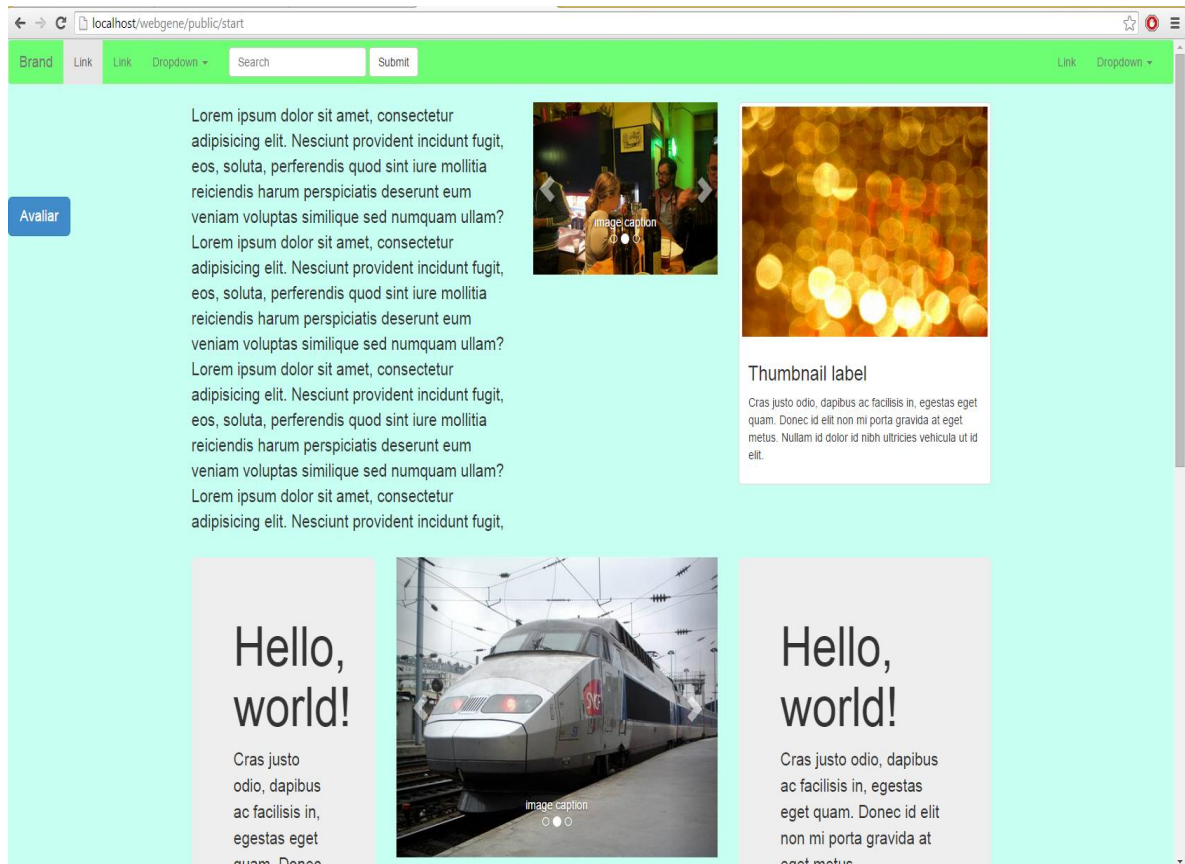 localhost/webgene/public/start
Brand Link Link Dropdown Search Submit Link Dropdown
Avaliar
Lorem ipsum dolor sit amet, consectetur
adipisicing elit. Nesciunt provident incidunt fugit,
eos, soluta, perferendis quod sint iure mollitia
reiciendis harum perspiciatis deserunt eum
veniam voluptas similique sed numquam ullam?
Lorem ipsum dolor sit amet, consectetur
adipisicing elit. Nesciunt provident incidunt fugit,
eos, soluta, perferendis quod sint iure mollitia
reiciendis harum perspiciatis deserunt eum
veniam voluptas similique sed numquam ullam?
Lorem ipsum dolor sit amet, consectetur
adipisicing elit. Nesciunt provident incidunt fugit,
eos, soluta, perferendis quod sint iure mollitia
reiciendis harum perspiciatis deserunt eum
veniam voluptas similique sed numquam ullam?
Lorem ipsum dolor sit amet, consectetur
adipisicing elit. Nesciunt provident incidunt fugit,
image caption
Thumbnail label
Cras justo odio, dapibus ac facilisis in, egestas eget
quam. Donec id elit non mi porta gravida at eget
metus. Nullam id dolor id nibh ultricies vehicula ut id
elit.
Hello,
world!
Cras justo
odio, dapibus
ac facilisis in,
egestas eget
quam. Donec
SNCF
image caption
Hello,
world!
Cras justo odio, dapibus
ac facilisis in, egestas
eget quam. Donec id elit
non mi porta gravida at
eget metus.